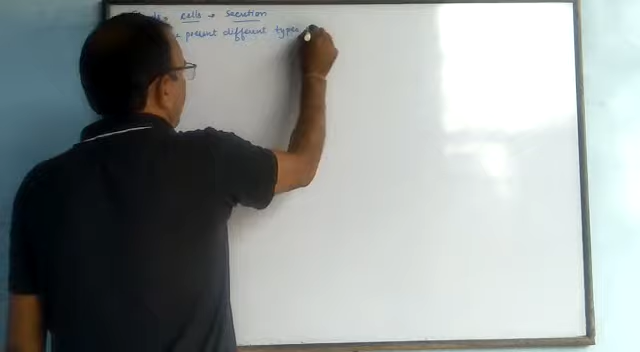 cells → Secretion
present different types